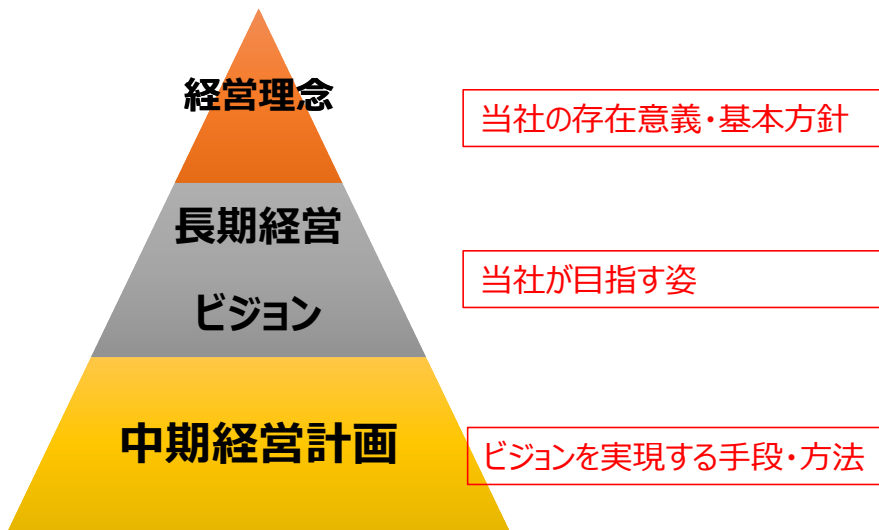 経営理念
当社の存在意義・基本方針
長期経営
ビジョン
当社が目指す姿
中期経営計画
ビジョンを実現する手段・方法